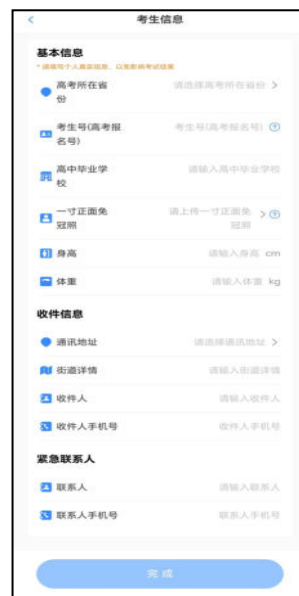 考生信息
基本信息
* 请填写个人真实信息，以免影响考试结果
高考所在省 请选择高考所在省份
份
考生号(高考报 考生号(高考报名号)
名号)
高中毕业学 请输入高中毕业学校
校
一寸正面免 请上传一寸正面免
冠照 冠照
身高 请输入身高 cm
体重 请输入体重 kg
收件信息
通讯地址 请选择通讯地址
街道详情 请输入街道详情
收件人 请输入收件人
收件人手机号 收件人手机号
紧急联系人
联系人 请输入联系人
联系人手机号 联系人手机号
完成